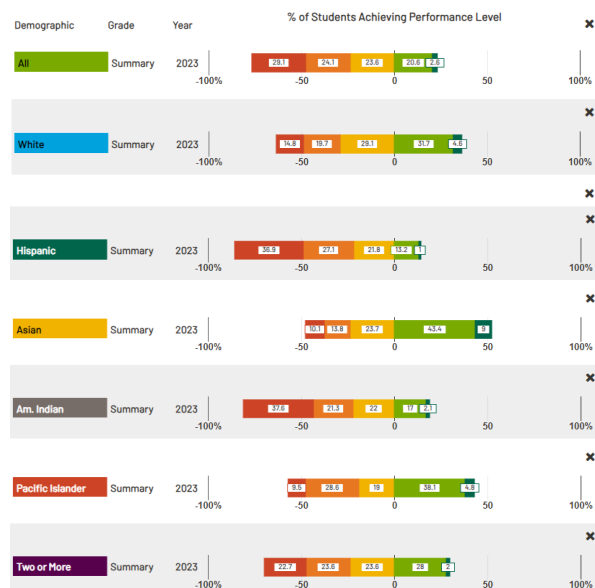 % of Students Achieving Performance Level
Demographic Grade Year ✖
All Summary 2023 29.1 24.1 23.6 20.6 2.6
-100% -50 0 50 100%
✖
White Summary 2023 14.8 19.7 29.1 31.7 4.6
-100% -50 0 50 100%
✖
✖
Hispanic Summary 2023 36.9 27.1 21.8 13.2 1
-100% -50 0 50 100%
✖
Asian Summary 2023 10.1 13.8 23.7 43.4 9
-100% -50 0 50 100%
✖
Am. Indian Summary 2023 37.6 21.3 22 17 2.1
-100% -50 0 50 100%
✖
Pacific Islander Summary 2023 9.5 28.6 19 38.1 4.8
-100% -50 0 50 100%
✖
Two or More Summary 2023 22.7 23.6 23.6 28 2
-100% -50 0 50 100%